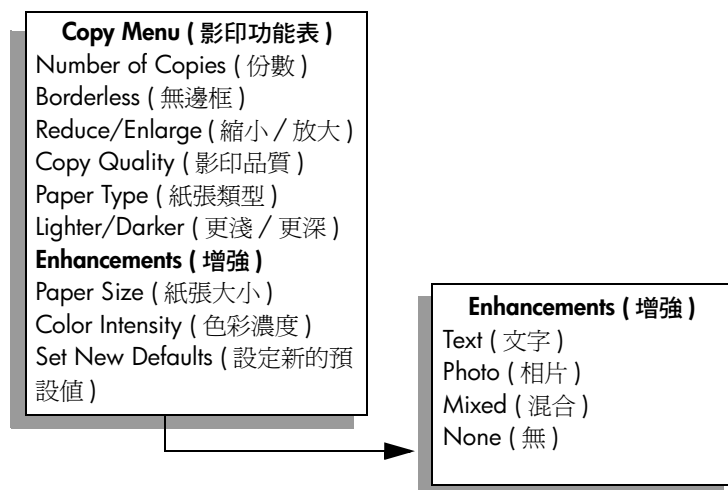 Copy Menu ( 影印功能表 )
Number of Copies ( 份數 )
Borderless ( 無邊框 )
Reduce/Enlarge ( 縮小 / 放大 )
Copy Quality ( 影印品質 )
Paper Type ( 紙張類型 )
Lighter/Darker ( 更淺 / 更深 )
Enhancements ( 增強 )
Paper Size ( 紙張大小 )
Color Intensity ( 色彩濃度 )
Set New Defaults ( 設定新的預
設值 )
Enhancements ( 增強 )
Text ( 文字 )
Photo ( 相片 )
Mixed ( 混合 )
None ( 無 )